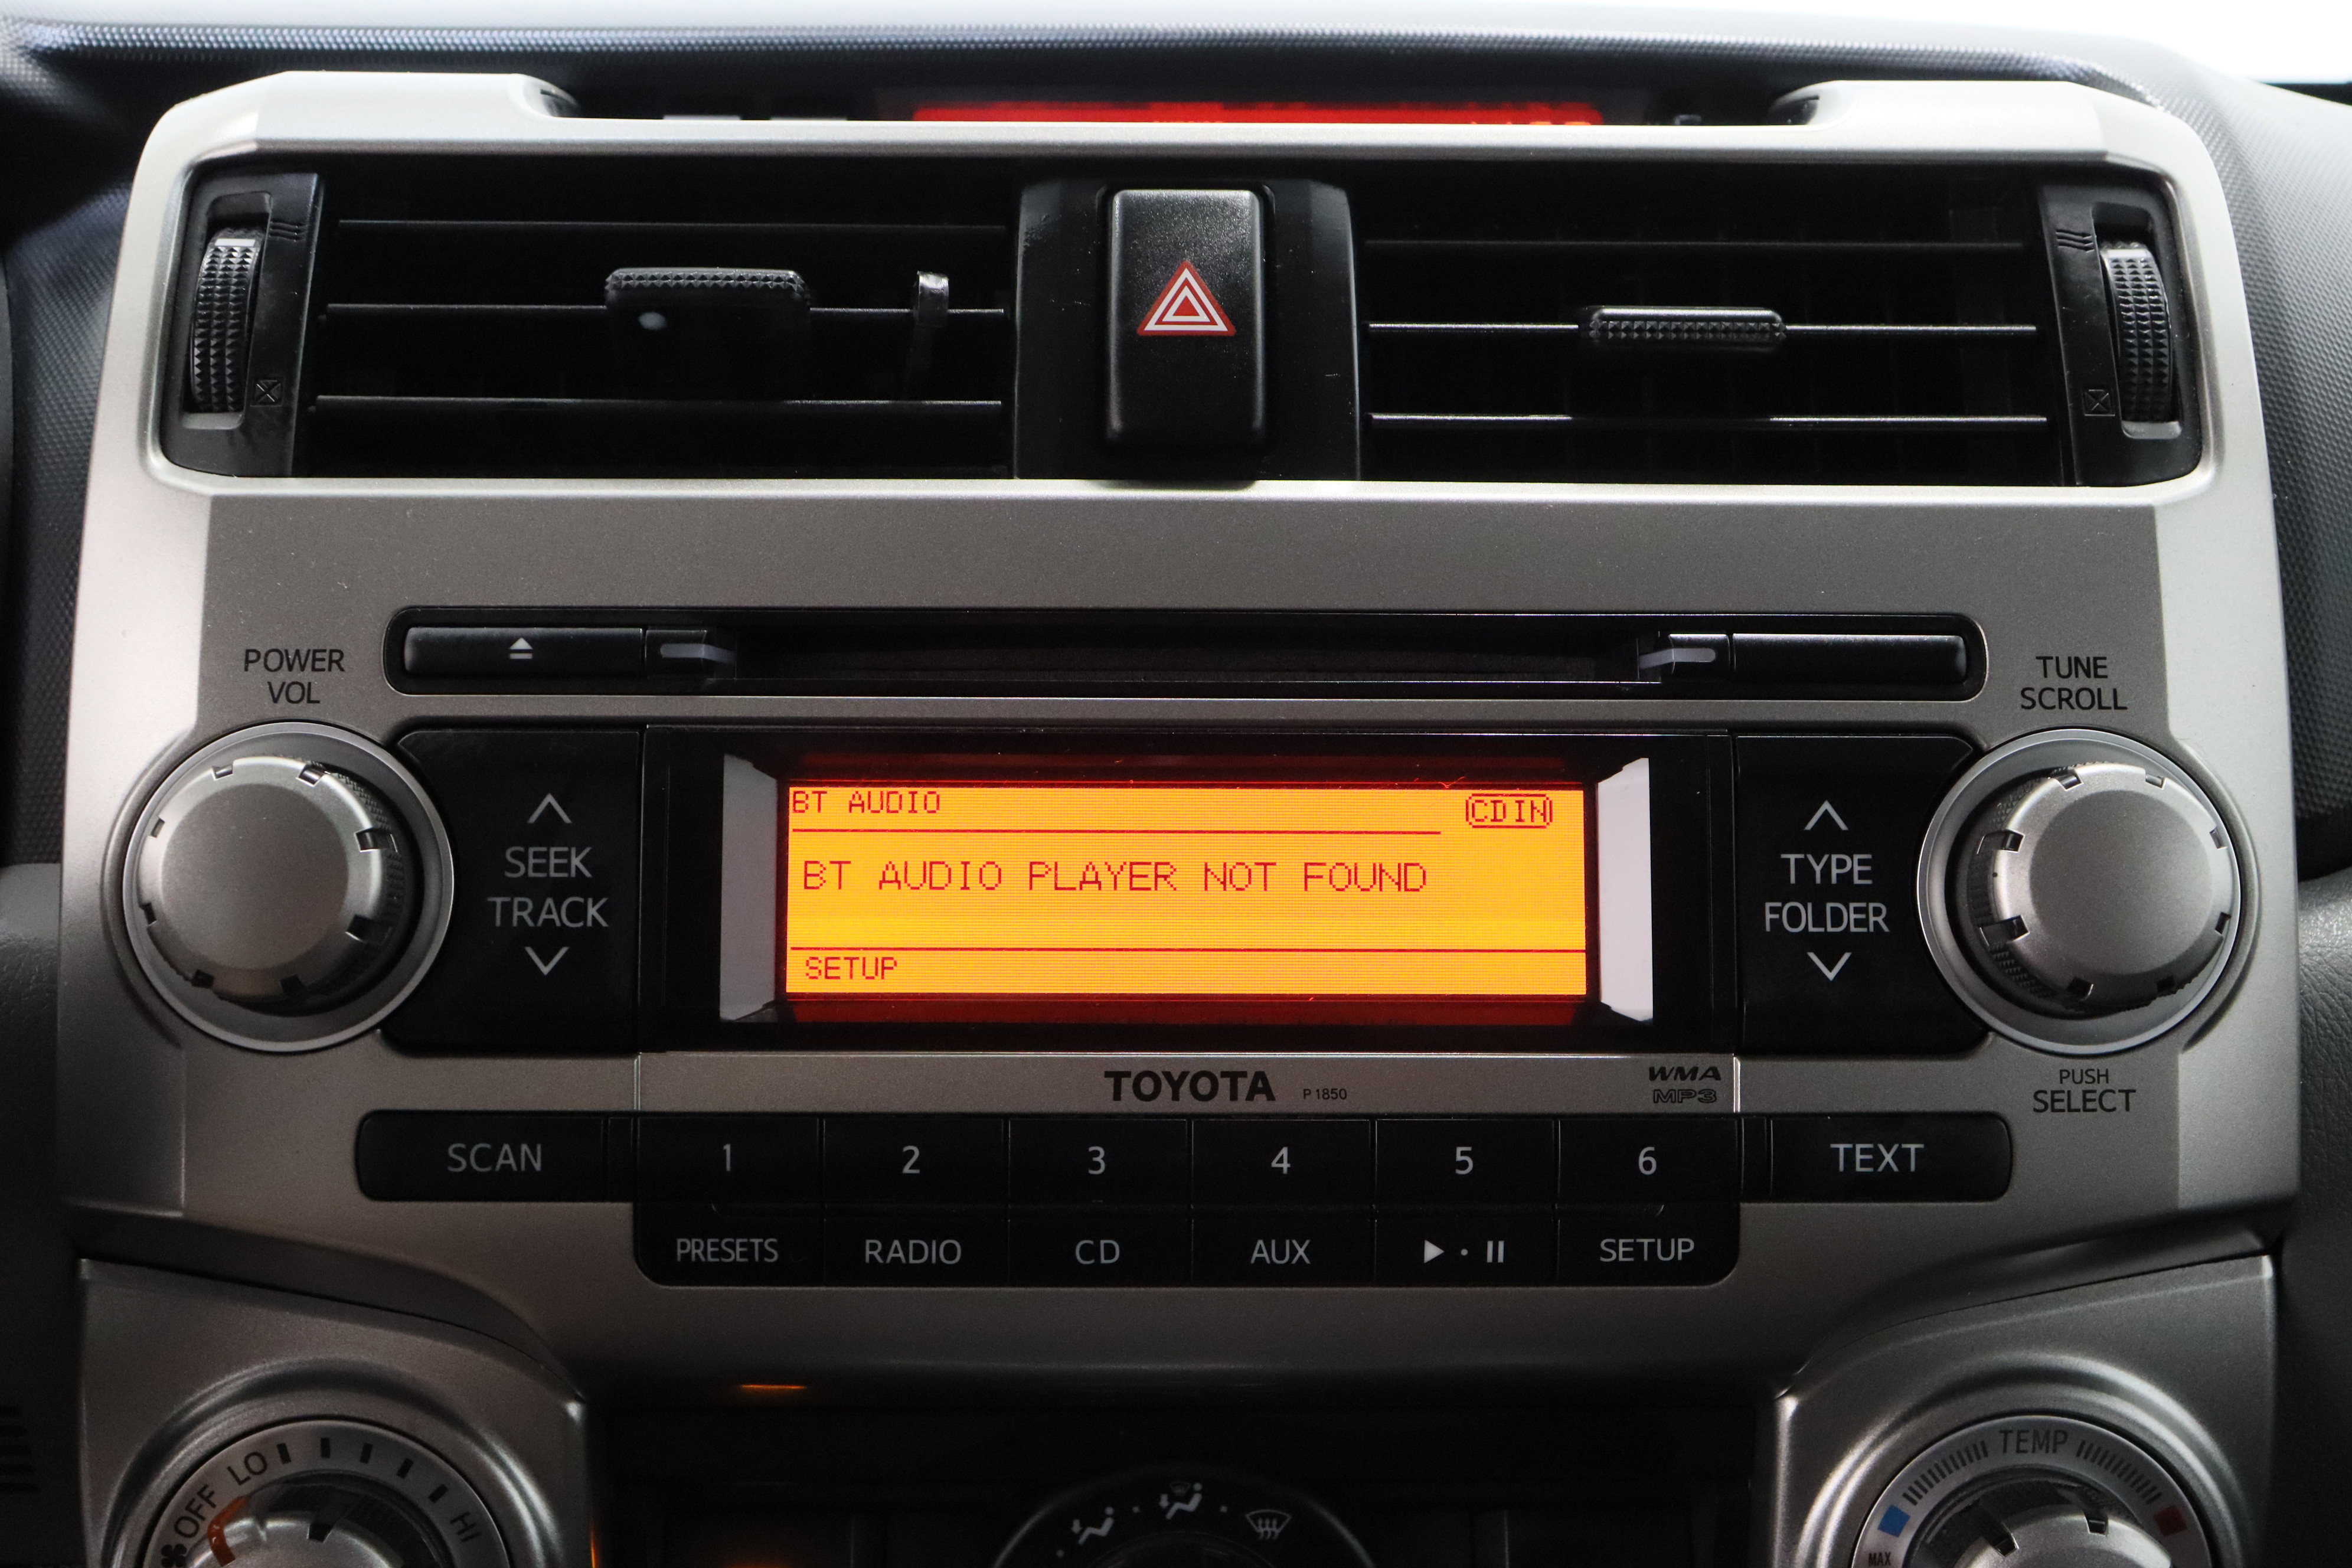 POWER
VOL
TUNE
SCROLL
SEEK
TRACK
BT AUDIO
CD IN
BT AUDIO PLAYER NOT FOUND
SETUP
TYPE
FOLDER
TOYOTA P1850
WMA
MP3
PUSH
SELECT
SCAN
1 2 3 4 5 6
TEXT
PRESETS RADIO CD AUX SETUP
OFF LO HI
TEMP
MAX